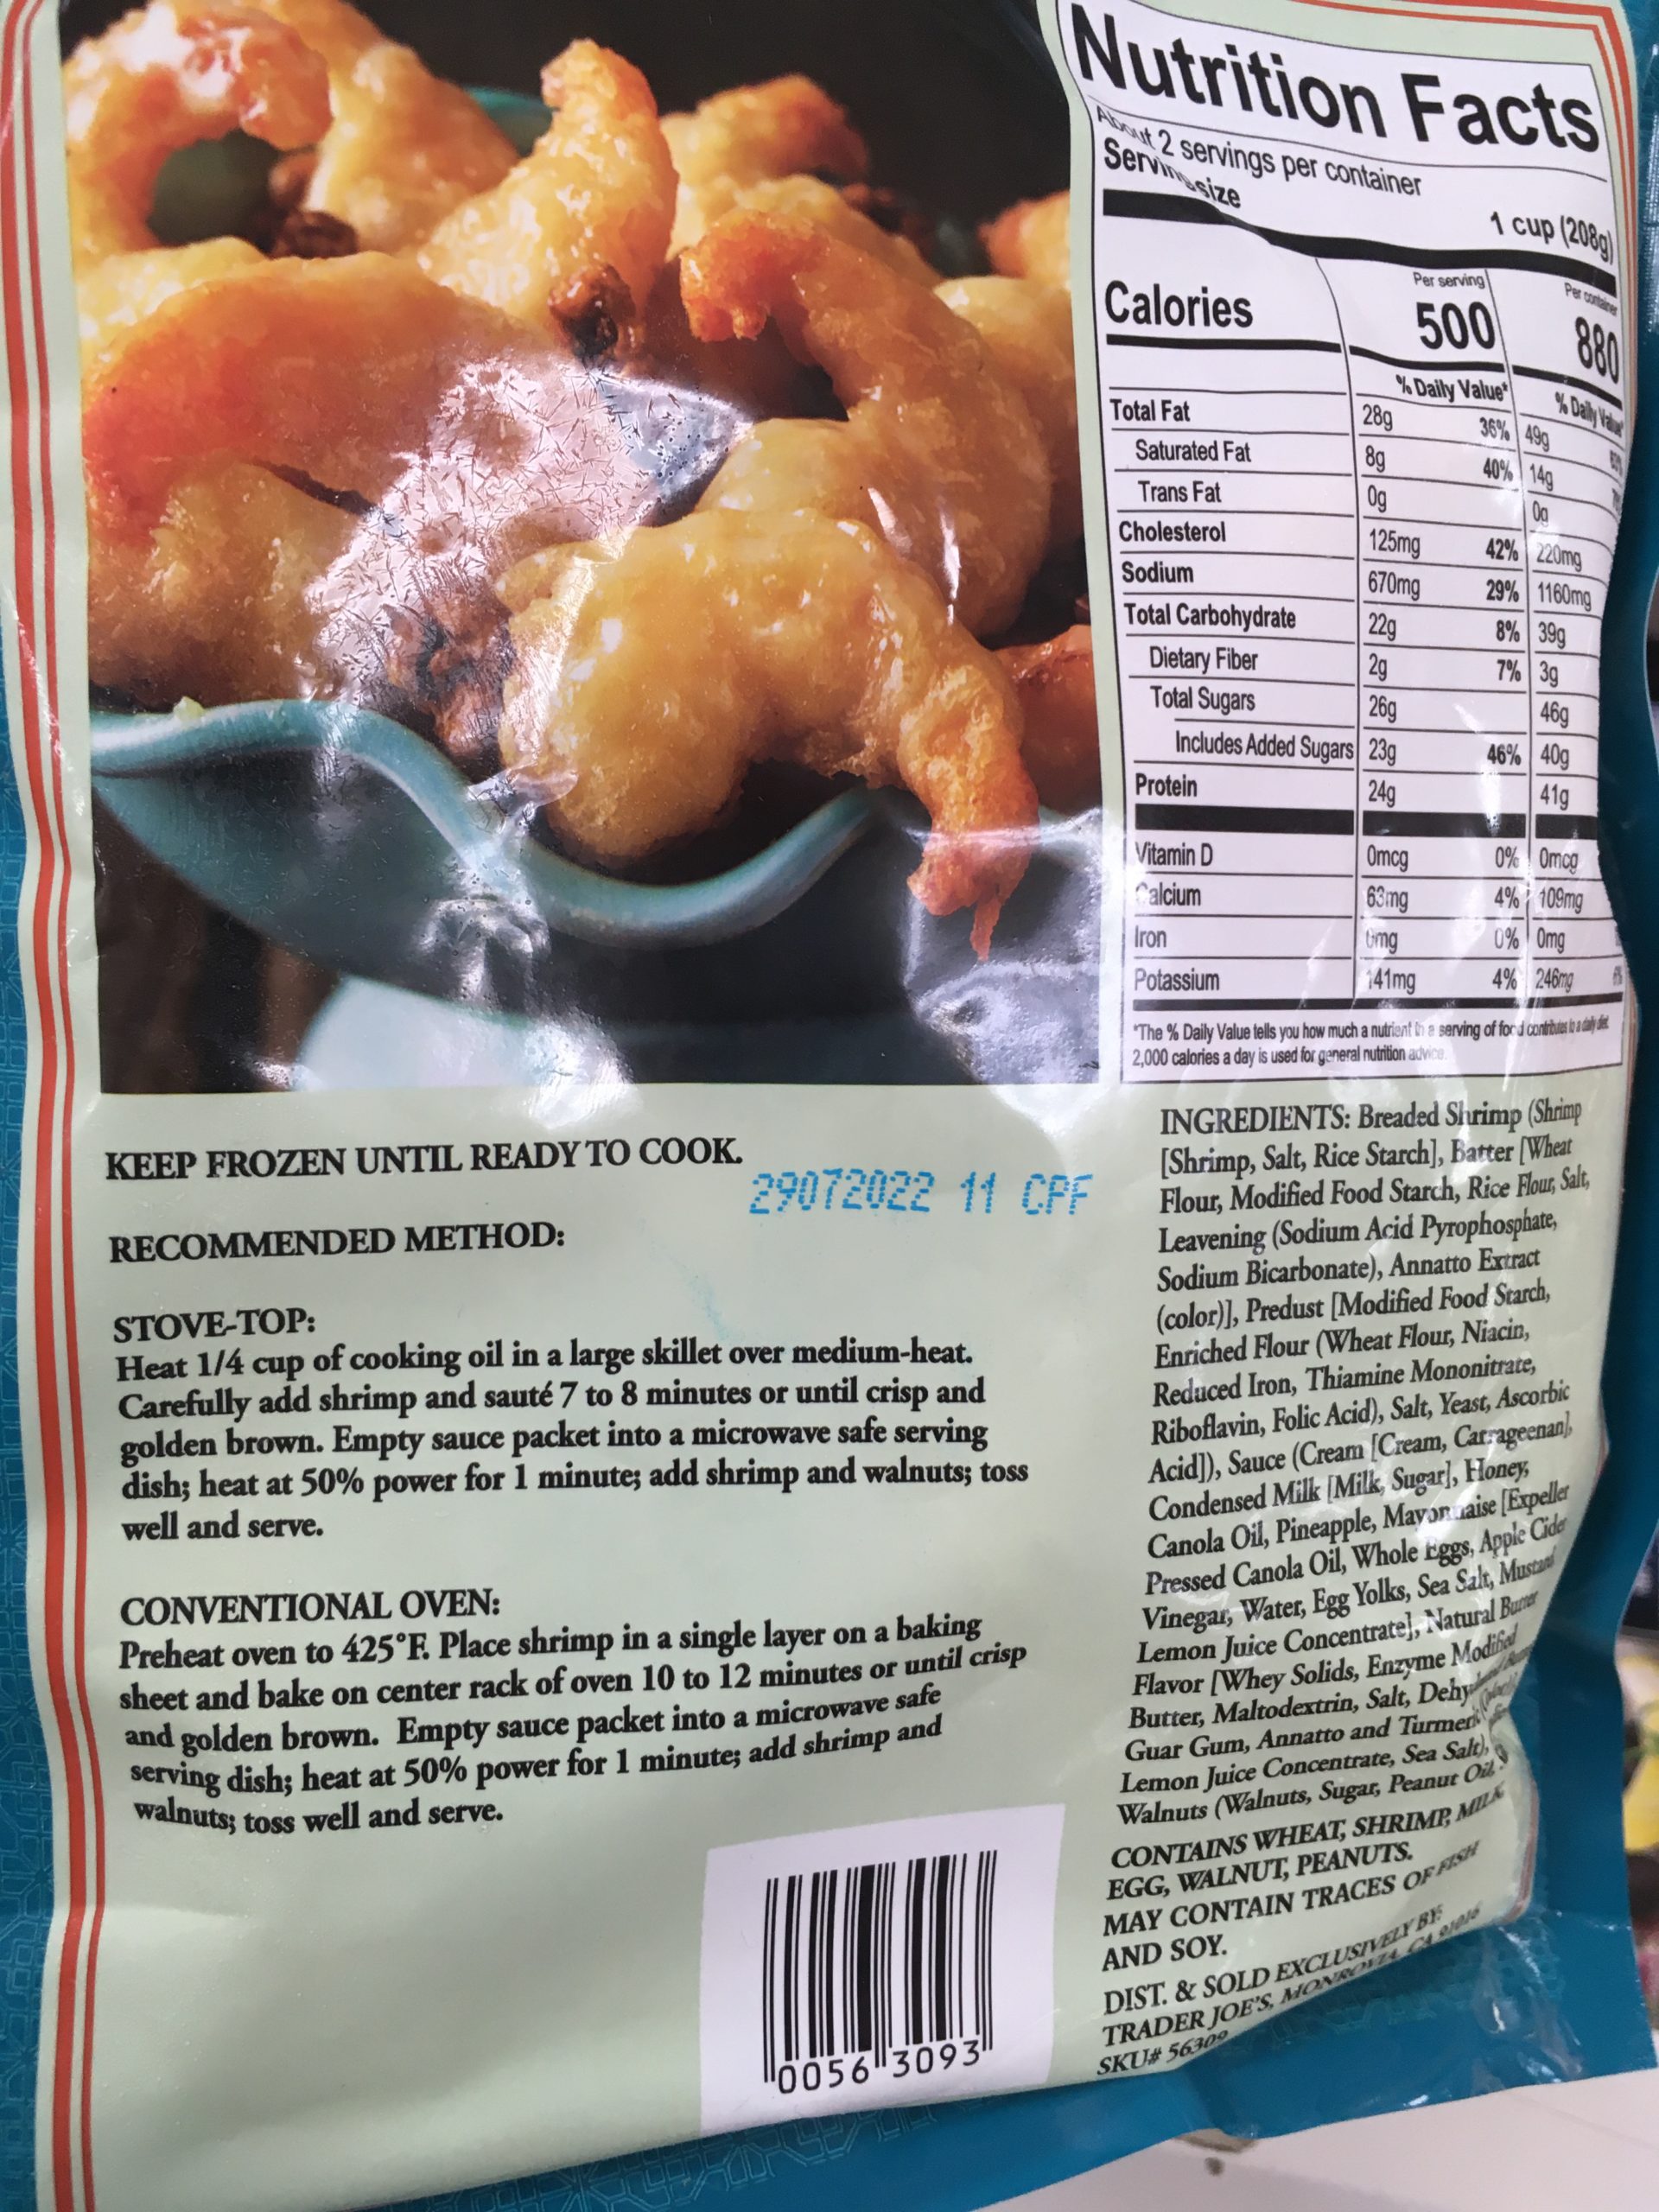 Nutrition Facts
About 2 servings per container
Serving size 1 cup (208g)
Per serving Per container
Calories 500 880
% Daily Value* % Daily Value*
Total Fat 28g 36% 49g
Saturated Fat 8g 40% 14g
Trans Fat 0g 0g
Cholesterol 125mg 42% 220mg
Sodium 670mg 29% 1160mg
Total Carbohydrate 22g 8% 39g
Dietary Fiber 2g 7% 3g
Total Sugars 26g 46g
Includes Added Sugars 23g 46% 40g
Protein 24g 41g
Vitamin D 0mcg 0% 0mcg
Calcium 63mg 4% 109mg
Iron 0mg 0% 0mg
Potassium 141mg 4% 246mg
*The % Daily Value tells you how much a nutrient in a serving of food contributes to a daily diet.
2,000 calories a day is used for general nutrition advice.
KEEP FROZEN UNTIL READY TO COOK.
29072022 11 CPF
RECOMMENDED METHOD:
STOVE-TOP:
Heat 1/4 cup of cooking oil in a large skillet over medium-heat.
Carefully add shrimp and sauté 7 to 8 minutes or until crisp and
golden brown. Empty sauce packet into a microwave safe serving
dish; heat at 50% power for 1 minute; add shrimp and walnuts; toss
well and serve.
CONVENTIONAL OVEN:
Preheat oven to 425°F. Place shrimp in a single layer on a baking
sheet and bake on center rack of oven 10 to 12 minutes or until crisp
and golden brown. Empty sauce packet into a microwave safe
serving dish; heat at 50% power for 1 minute; add shrimp and
walnuts; toss well and serve.
0056 3093
INGREDIENTS: Breaded Shrimp (Shrimp
[Shrimp, Salt, Rice Starch], Batter [Wheat
Flour, Modified Food Starch, Rice Flour, Salt,
Leavening (Sodium Acid Pyrophosphate,
Sodium Bicarbonate), Annatto Extract
(color)], Predust [Modified Food Starch,
Enriched Flour (Wheat Flour, Niacin,
Reduced Iron, Thiamine Mononitrate,
Riboflavin, Folic Acid), Salt, Yeast, Ascorbic
Acid]), Sauce (Cream [Cream, Carrageenan],
Condensed Milk [Milk, Sugar], Honey,
Canola Oil, Pineapple, Mayonnaise [Expeller
Pressed Canola Oil, Whole Eggs, Apple Cider
Vinegar, Water, Egg Yolks, Sea Salt, Mustard
Lemon Juice Concentrate], Natural Butter
Flavor [Whey Solids, Enzyme Modified
Butter, Maltodextrin, Salt,
Guar Gum, Annatto and Turmeric
Lemon Juice Concentrate, Sea Salt),
Walnuts (Walnuts, Sugar, Peanut Oil,
CONTAINS WHEAT, SHRIMP, MILK
EGG, WALNUT, PEANUTS.
MAY CONTAIN TRACES OF FISH
AND SOY.
DIST. & SOLD EXCLUSIVELY BY:
TRADER JOE'S, MONROVIA, CA 91016
SKU# 56309